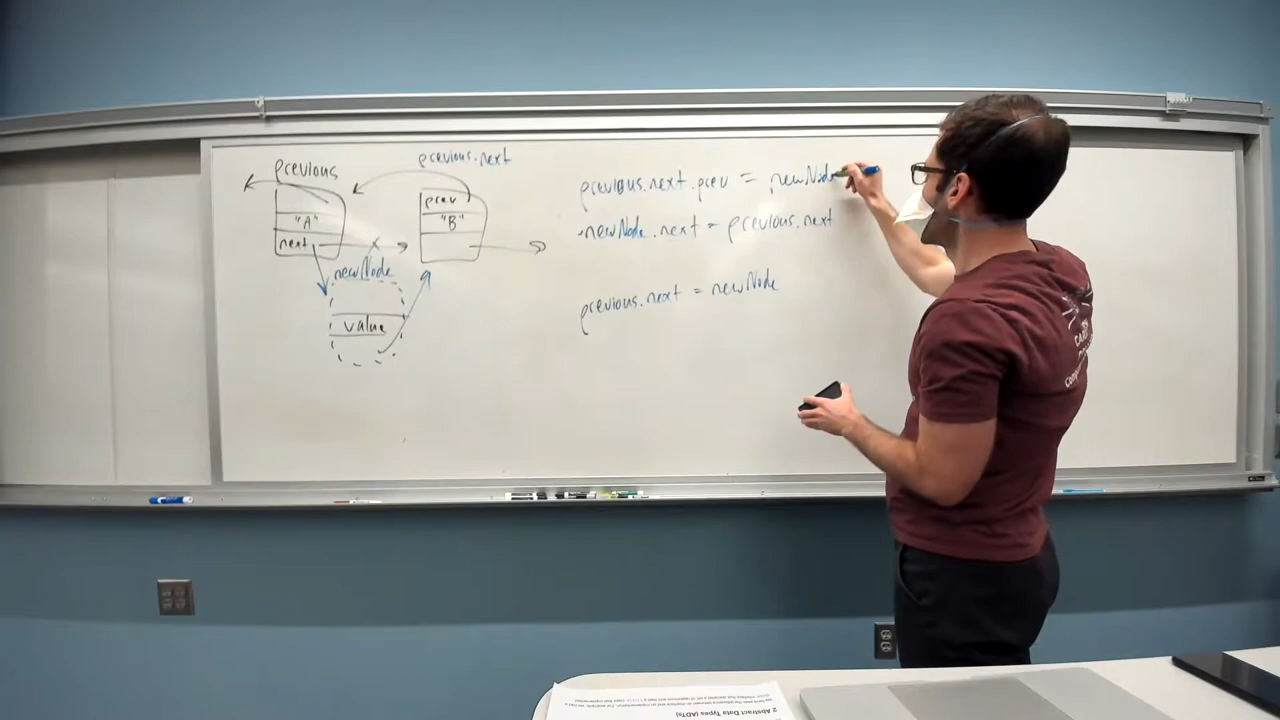 previous
previous.next
prev
"A"
"B"
next
newNode
value
previous.next.prev = newNode
newNode.next = previous.next
previous.next = newNode
2 Abstract Data Types (ADTs)